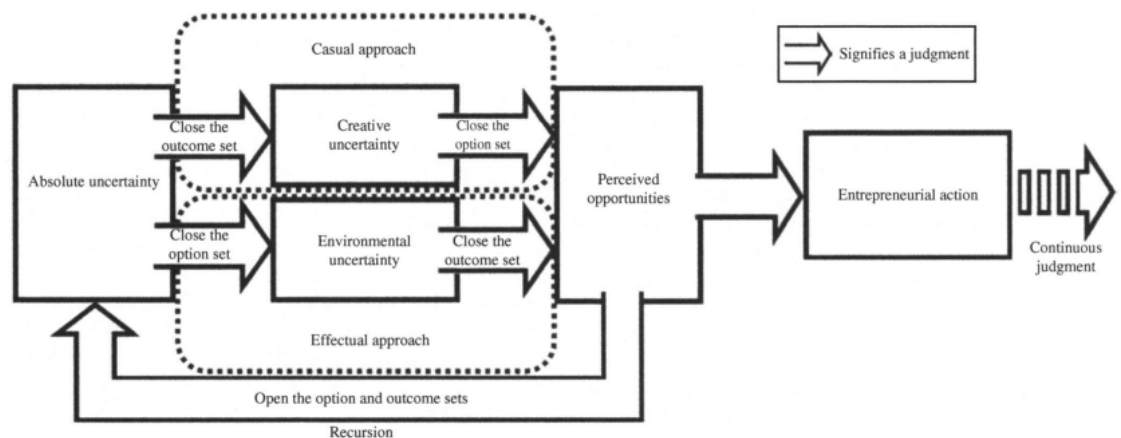 Casual approach
Signifies a judgment
Absolute uncertainty
Close the
outcome set
Creative
uncertainty
Close the
option set
Perceived
opportunities
Entrepreneurial action
Continuous
judgment
Close the
option set
Environmental
uncertainty
Close the
outcome set
Effectual approach
Open the option and outcome sets
Recursion